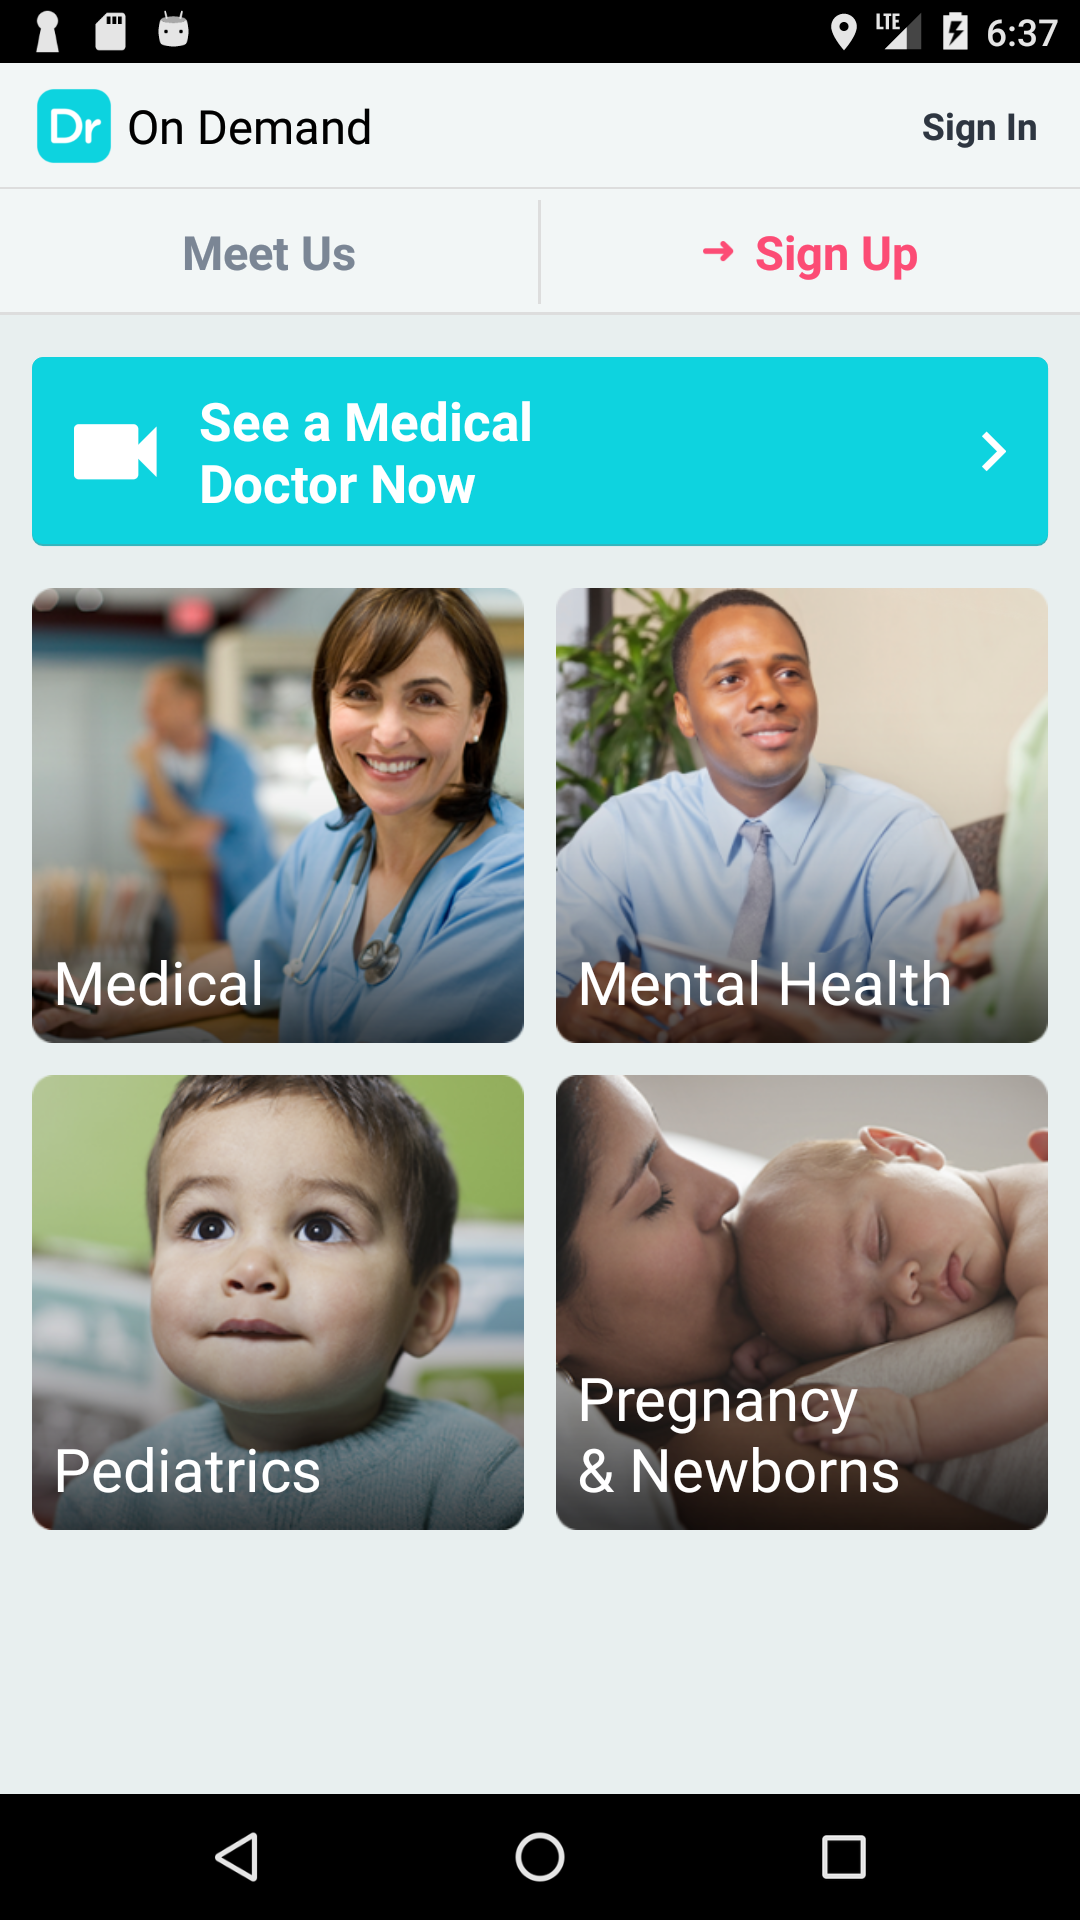 LTE 6:37
Dr On Demand Sign In
Meet Us ➜ Sign Up
See a Medical
Doctor Now
Medical
Mental Health
Pediatrics
Pregnancy
& Newborns